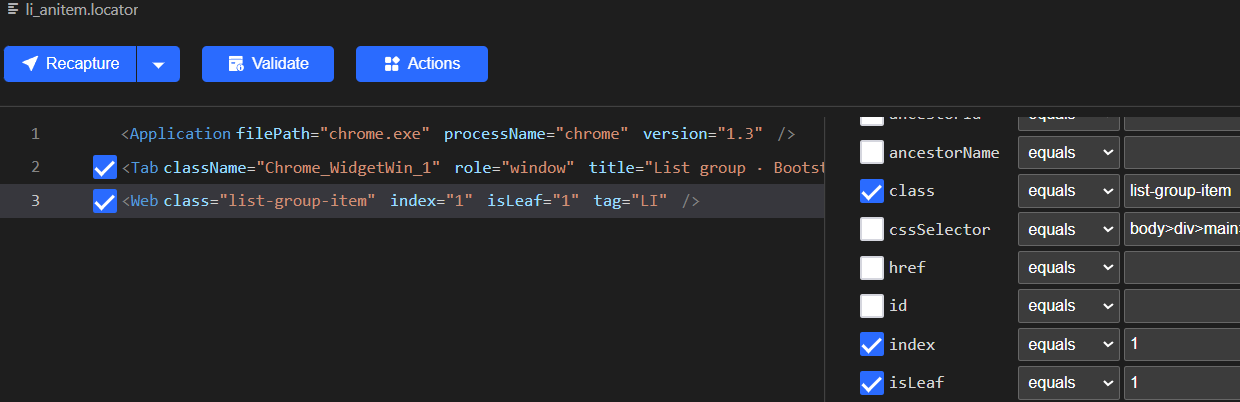 li_anitem.locator
Recapture Validate Actions
1 <Application filePath="chrome.exe" processName="chrome" version="1.3" />
2 <Tab className="Chrome_WidgetWin_1" role="window" title="List group · Bootst
3 <Web class="list-group-item" index="1" isLeaf="1" tag="LI" />
ancestorId equals
ancestorName equals
class equals list-group-item
cssSelector equals body>div>main>
href equals
id equals
index equals 1
isLeaf equals 1